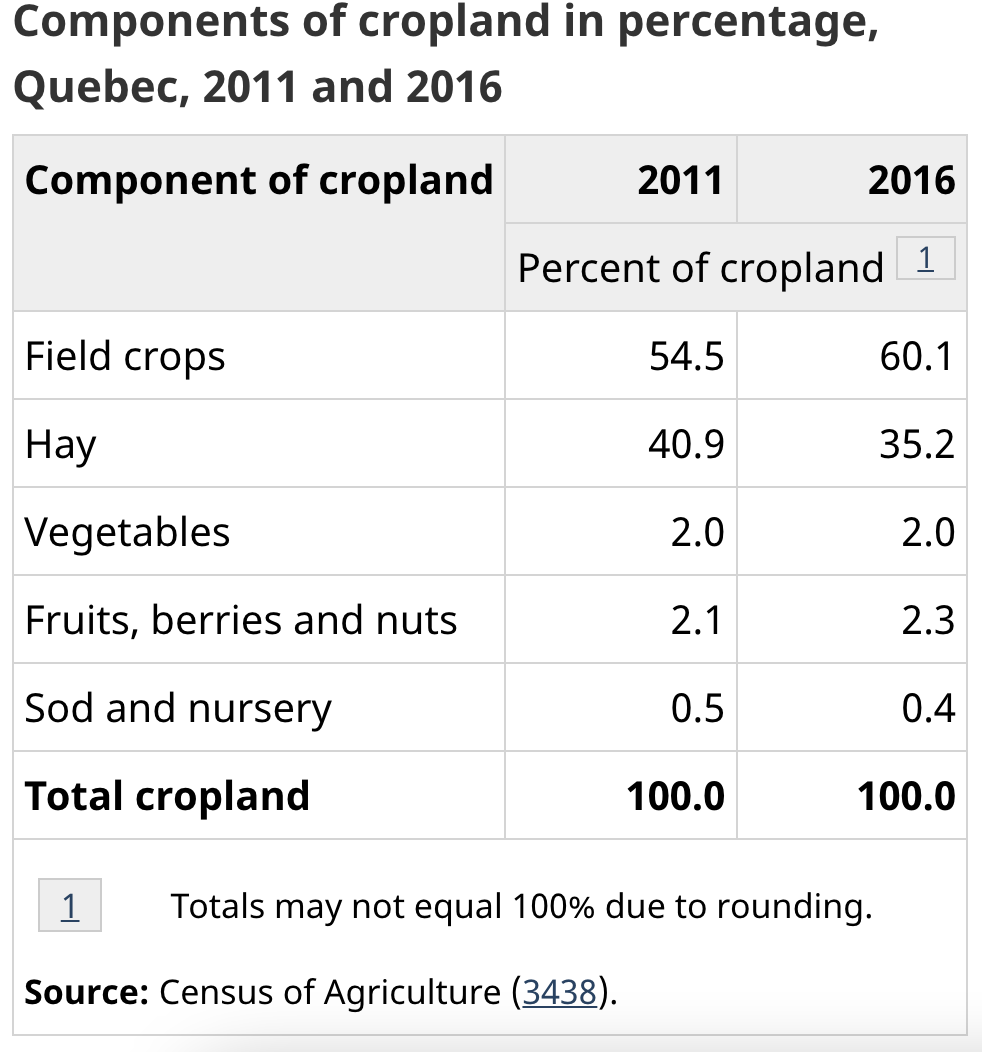 Components of cropland in percentage,
Quebec, 2011 and 2016
Component of cropland 2011 2016
Percent of cropland 1
Field crops 54.5 60.1
Hay 40.9 35.2
Vegetables 2.0 2.0
Fruits, berries and nuts 2.1 2.3
Sod and nursery 0.5 0.4
Total cropland 100.0 100.0
1 Totals may not equal 100% due to rounding.
Source: Census of Agriculture (3438).